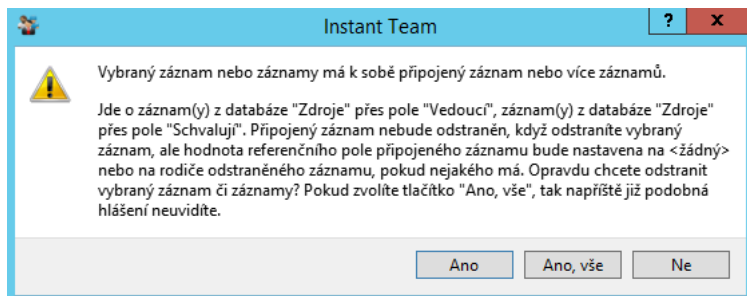 Instant Team
? x
Vybraný záznam nebo záznamy má k sobě připojený záznam nebo více záznamů.
Jde o záznam(y) z databáze "Zdroje" přes pole "Vedoucí", záznam(y) z databáze "Zdroje"
přes pole "Schvalují". Připojený záznam nebude odstraněn, když odstraníte vybraný
záznam, ale hodnota referenčního pole připojeného záznamu bude nastavena na <žádný>
nebo na rodiče odstraněného záznamu, pokud nejakého má. Opravdu chcete odstranit
vybraný záznam či záznamy? Pokud zvolíte tlačítko "Ano, vše", tak napříště již podobná
hlášení neuvidíte.
Ano Ano, vše Ne